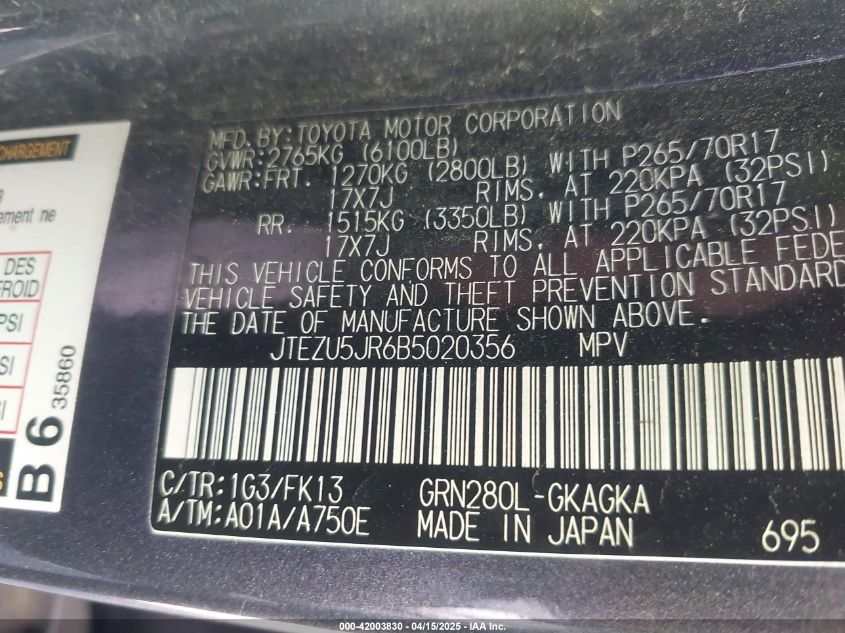 CHARGEMENT
ement ne
DES
FROID
PSI
SI
SI
B 6 35860
MFD.BY:TOYOTA MOTOR CORPORATION
GVWR:2765KG (6100LB)
GAWR:FRT. 1270KG (2800LB) WITH P265/70R17
17X7J RIMS, AT 220KPA (32PSI)
RR. 1515KG (3350LB) WITH P265/70R17
17X7J RIMS, AT 220KPA (32PSI)
THIS VEHICLE CONFORMS TO ALL APPLICABLE FEDE
VEHICLE SAFETY AND THEFT PREVENTION STANDARD
THE DATE OF MANUFACTURE SHOWN ABOVE.
JTEZU5JR6B5020356 MPV
C/TR:1G3/FK13 GRN280L-GKAGKA
A/TM:A01A/A750E MADE IN JAPAN 695
000-42003830 - 04/15/2025 - IAA Inc.